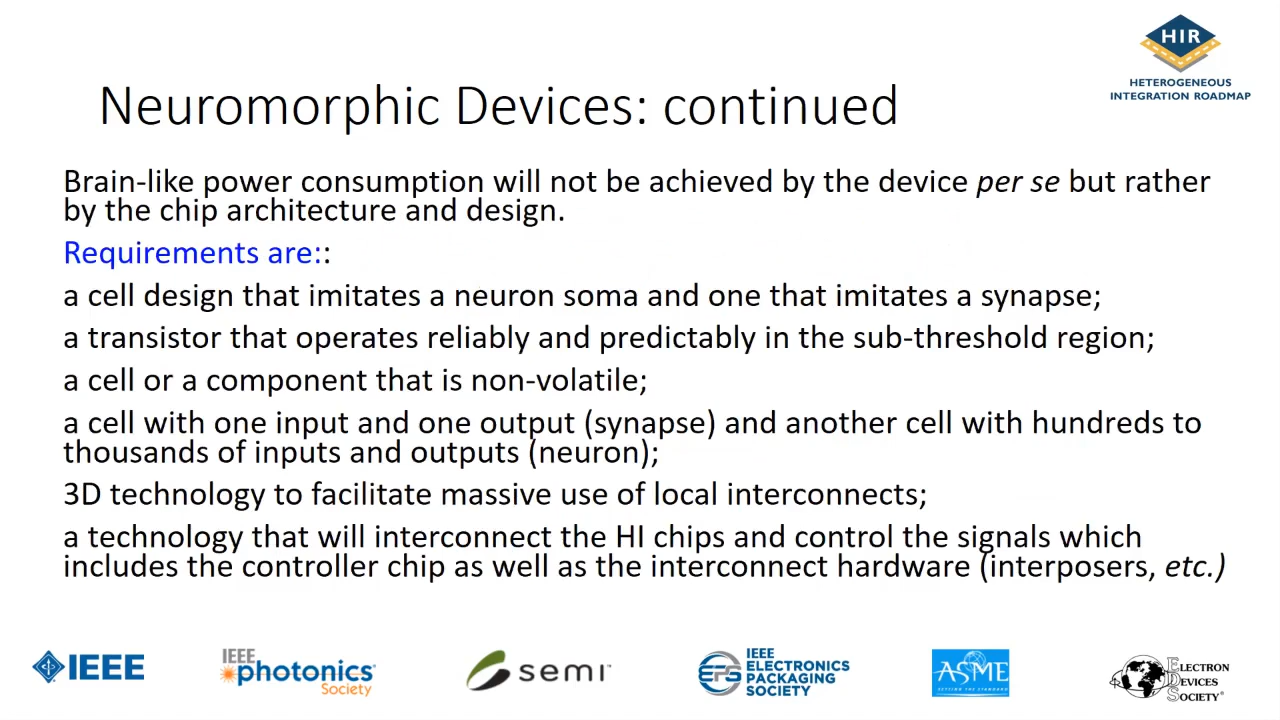 HIR
HETEROGENEOUS
INTEGRATION ROADMAP
Neuromorphic Devices: continued
Brain-like power consumption will not be achieved by the device per se but rather
by the chip architecture and design.
Requirements are::
a cell design that imitates a neuron soma and one that imitates a synapse;
a transistor that operates reliably and predictably in the sub-threshold region;
a cell or a component that is non-volatile;
a cell with one input and one output (synapse) and another cell with hundreds to
thousands of inputs and outputs (neuron);
3D technology to facilitate massive use of local interconnects;
a technology that will interconnect the HI chips and control the signals which
includes the controller chip as well as the interconnect hardware (interposers, etc.)
IEEE
IEEE
photonics
Society
semi™
EPS
IEEE
ELECTRONICS
PACKAGING
SOCIETY
ASME
SETTING THE STANDARD
EDS
ELECTRON
DEVICES
SOCIETY®